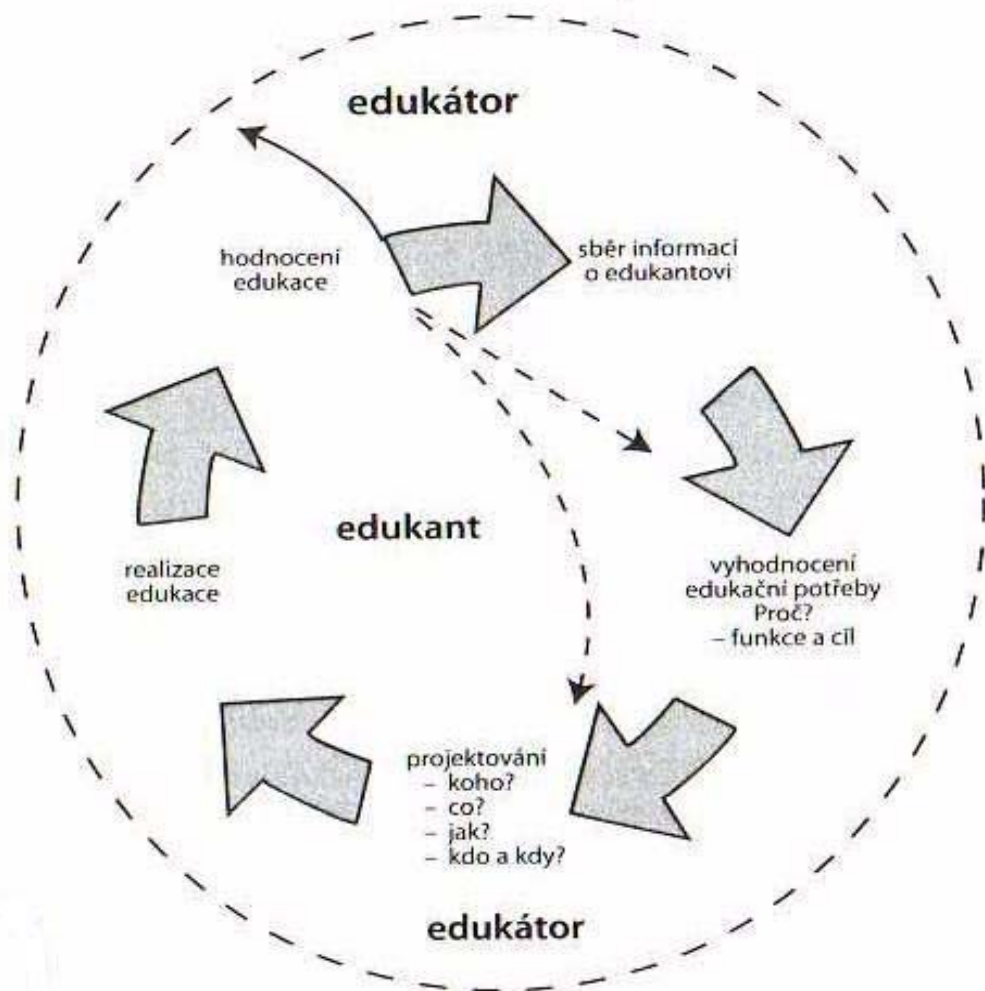 edukátor
hodnocení
edukace
sběr informací
o edukantovi
edukant
realizace
edukace
vyhodnocení
edukační potřeby
Proč?
– funkce a cíl
projektování
– koho?
– co?
– jak?
– kdo a kdy?
edukátor